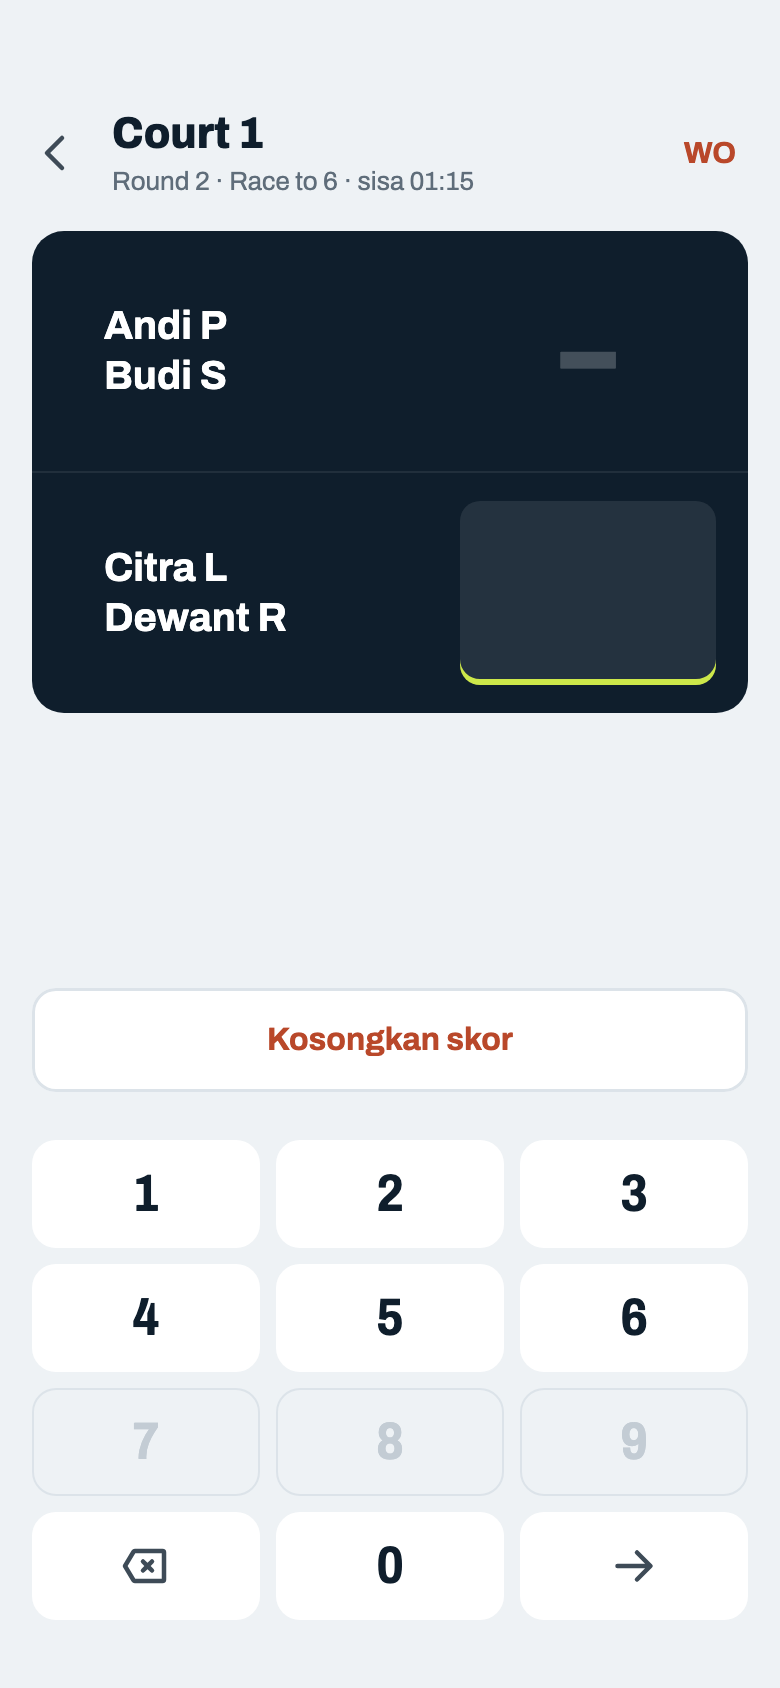 Court 1
WO
Round 2 · Race to 6 · sisa 01:15
Andi P
Budi S
Citra L
Dewant R
Kosongkan skor
1 2 3
4 5 6
7 8 9
0